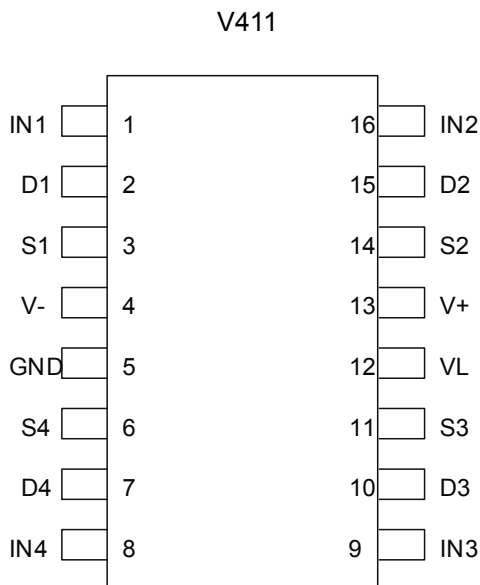 V411
IN1 1 16 IN2
D1 2 15 D2
S1 3 14 S2
V- 4 13 V+
GND 5 12 VL
S4 6 11 S3
D4 7 10 D3
IN4 8 9 IN3